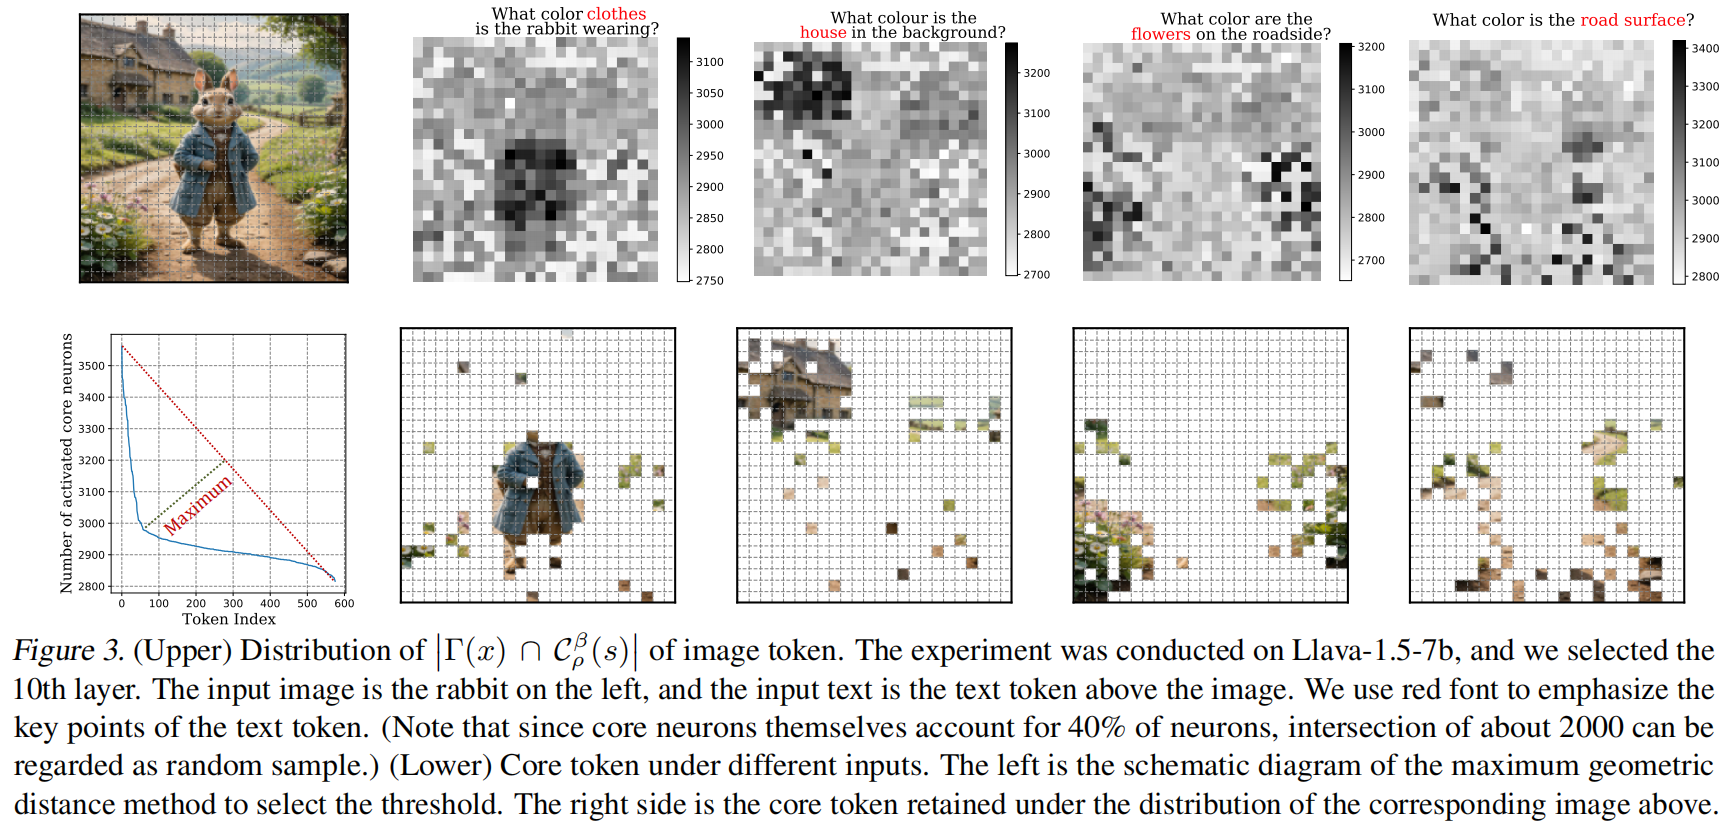 What color clothes
is the rabbit wearing?
What colour is the
house in the background?
What color are the
flowers on the roadside?
What color is the road surface?
3100
3050
3000
2950
2900
2850
2800
2750
3200
3100
3000
2900
2800
2700
3200
3100
3000
2900
2800
2700
3400
3300
3200
3100
3000
2900
2800
Number of activated core neurons
3500
3400
3300
3200
3100
3000
2900
2800
Maximum
0 100 200 300 400 500 600
Token Index
Figure 3. (Upper) Distribution of |Γ(x) ∩ C_ρ^β(s)| of image token. The experiment was conducted on Llava-1.5-7b, and we selected the
10th layer. The input image is the rabbit on the left, and the input text is the text token above the image. We use red font to emphasize the
key points of the text token. (Note that since core neurons themselves account for 40% of neurons, intersection of about 2000 can be
regarded as random sample.) (Lower) Core token under different inputs. The left is the schematic diagram of the maximum geometric
distance method to select the threshold. The right side is the core token retained under the distribution of the corresponding image above.